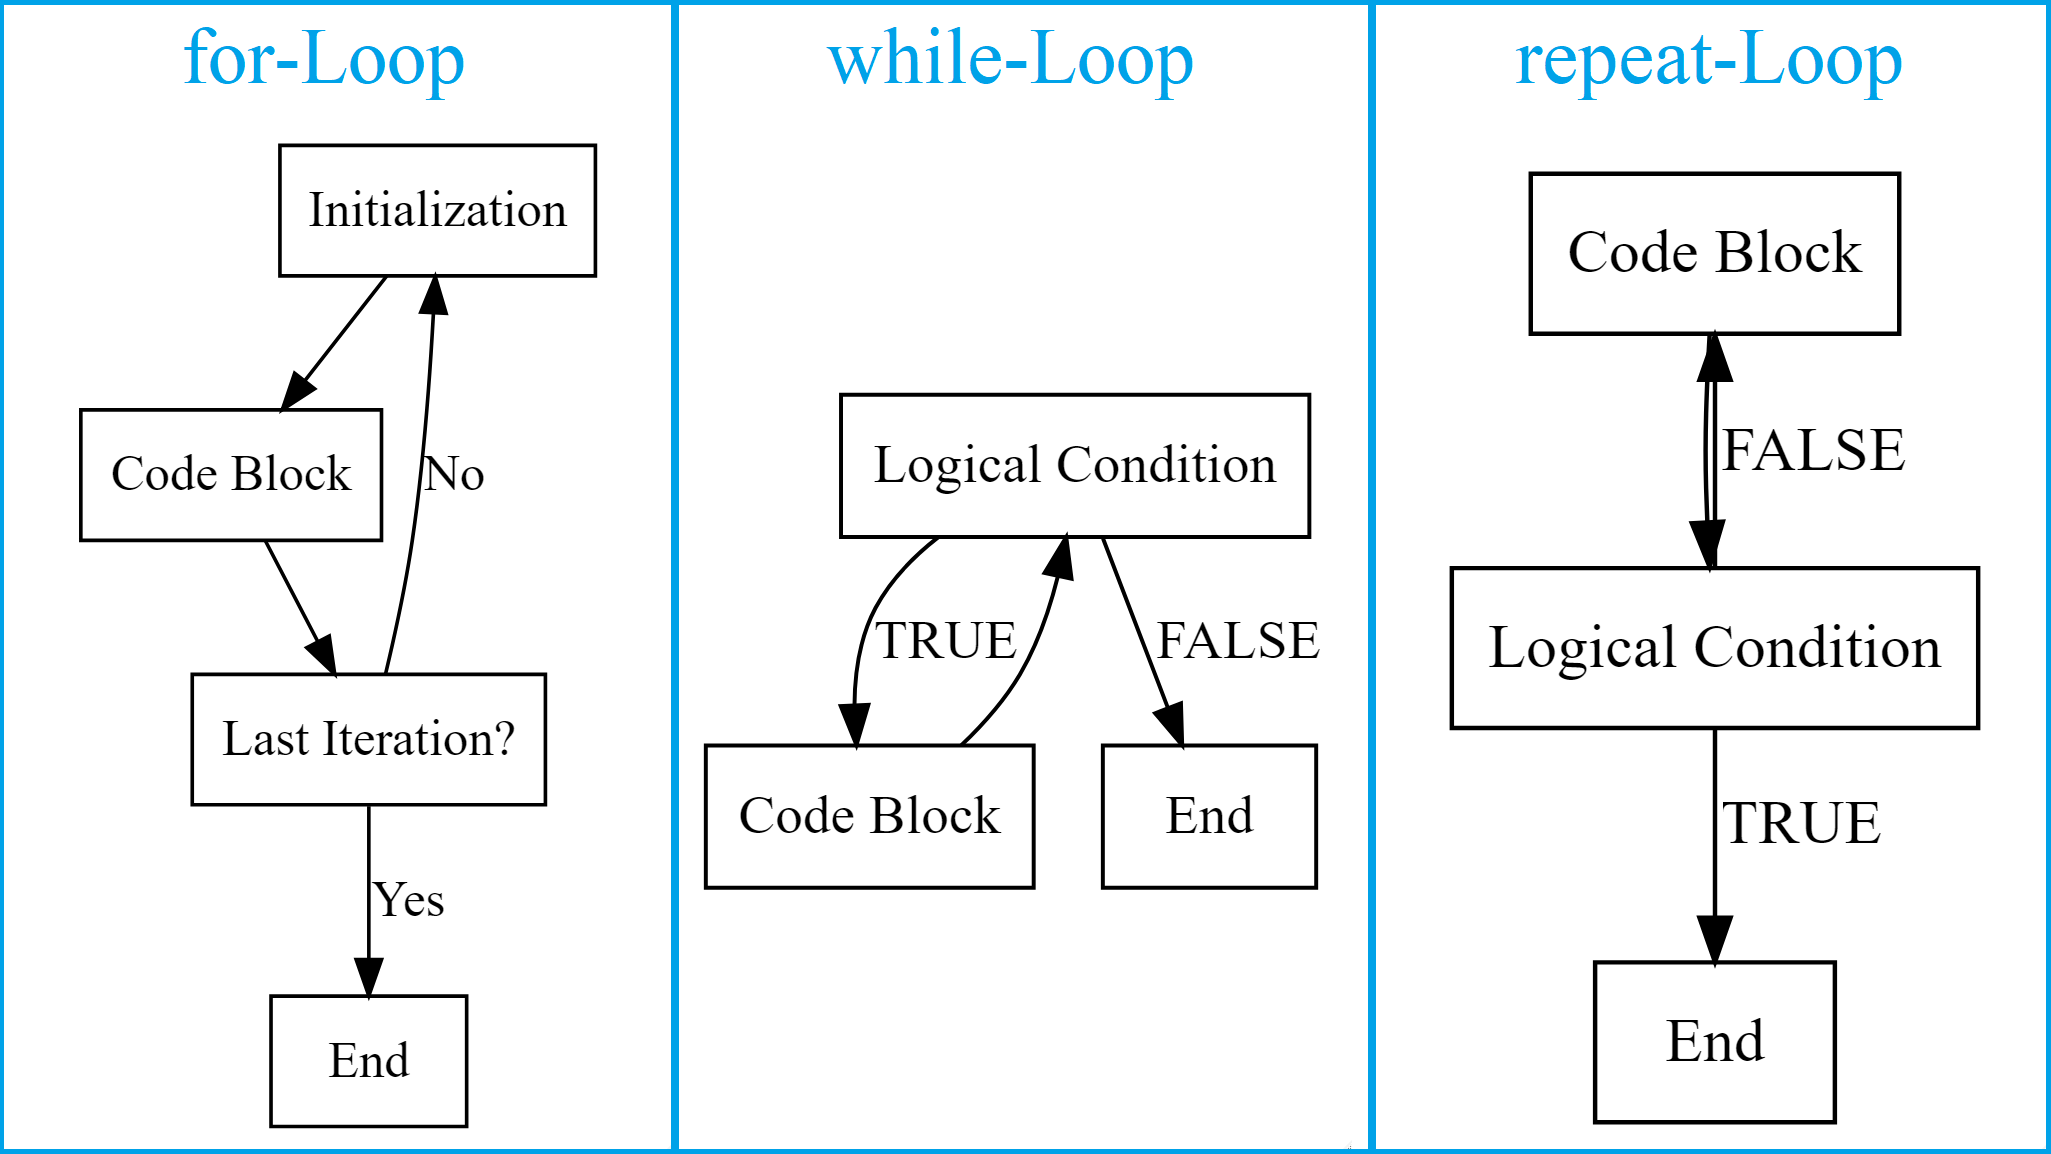 for-Loop
Initialization
Code Block
No
Last Iteration?
Yes
End
while-Loop
Logical Condition
TRUE
FALSE
Code Block
End
repeat-Loop
Code Block
FALSE
Logical Condition
TRUE
End